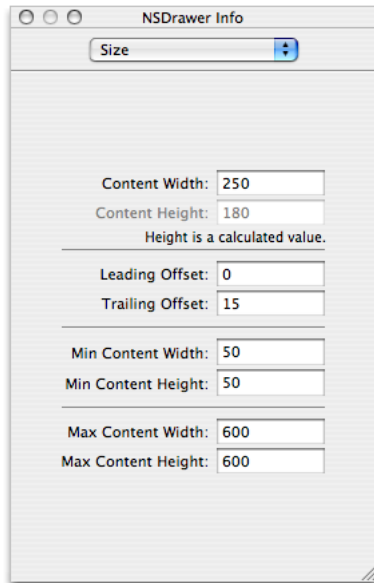 NSDrawer Info
Size
Content Width: 250
Content Height: 180
Height is a calculated value.
Leading Offset: 0
Trailing Offset: 15
Min Content Width: 50
Min Content Height: 50
Max Content Width: 600
Max Content Height: 600